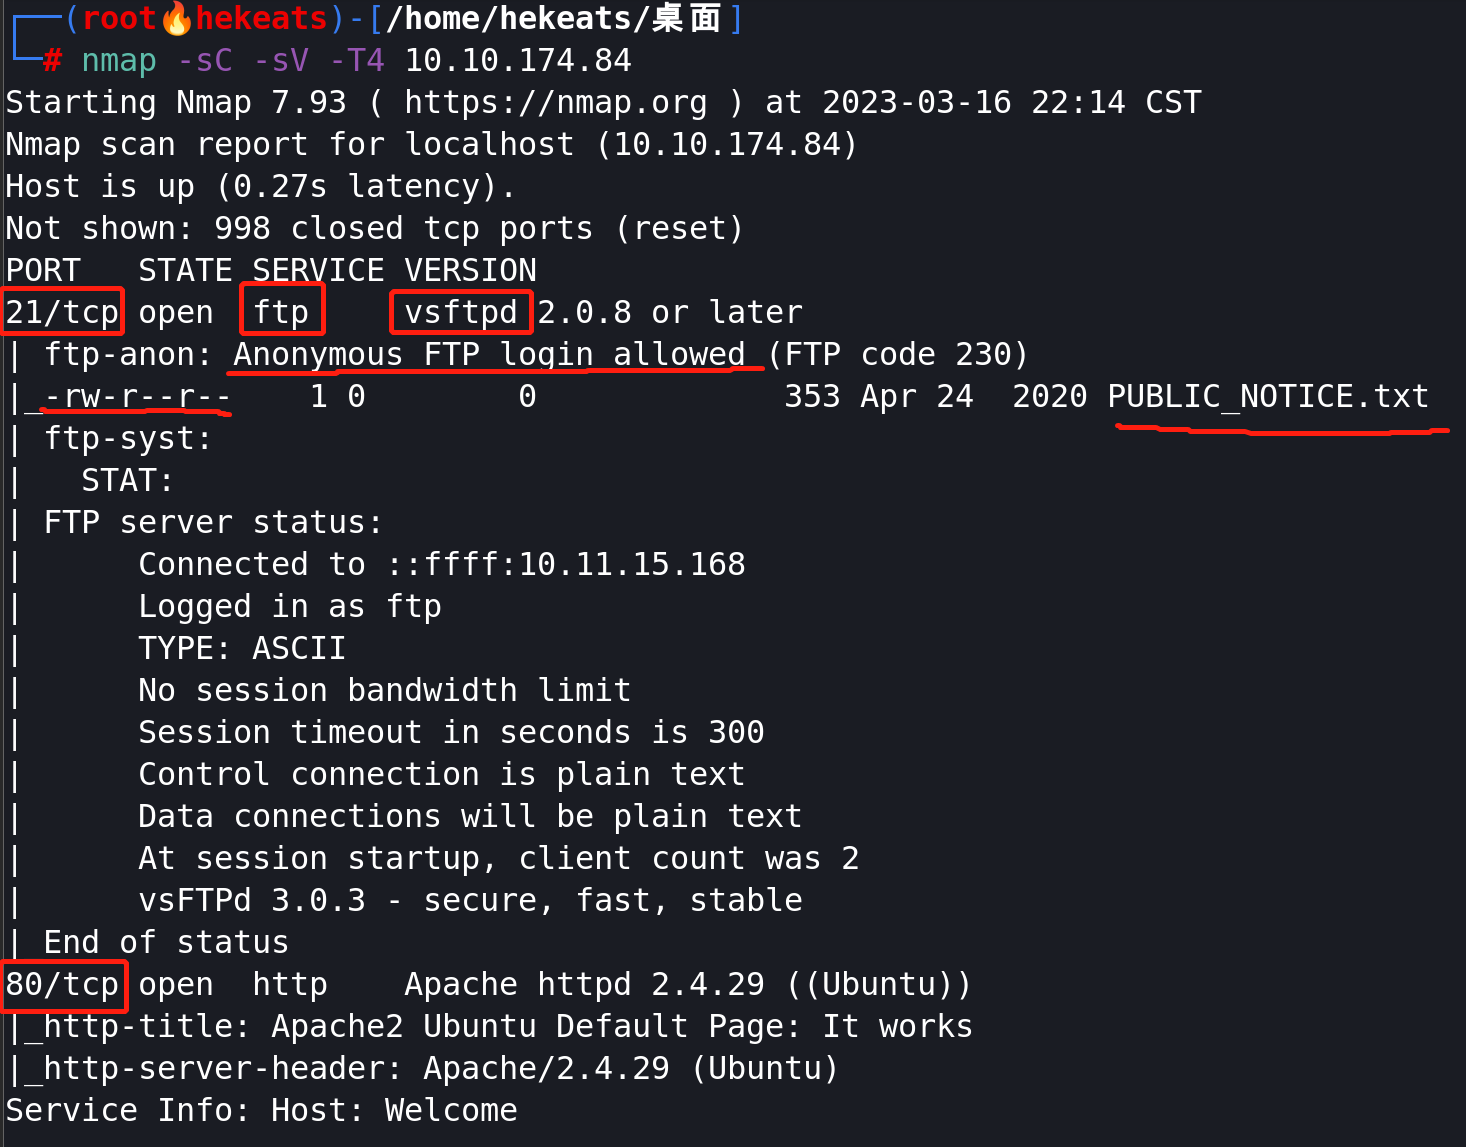 (root🔥hekeats)-[/home/hekeats/桌面]
# nmap -sC -sV -T4 10.10.174.84
Starting Nmap 7.93 ( https://nmap.org ) at 2023-03-16 22:14 CST
Nmap scan report for localhost (10.10.174.84)
Host is up (0.27s latency).
Not shown: 998 closed tcp ports (reset)
PORT   STATE SERVICE VERSION
21/tcp open  ftp     vsftpd 2.0.8 or later
| ftp-anon: Anonymous FTP login allowed (FTP code 230)
|_-rw-r--r--    1 0        0             353 Apr 24  2020 PUBLIC_NOTICE.txt
| ftp-syst:
|   STAT:
| FTP server status:
|      Connected to ::ffff:10.11.15.168
|      Logged in as ftp
|      TYPE: ASCII
|      No session bandwidth limit
|      Session timeout in seconds is 300
|      Control connection is plain text
|      Data connections will be plain text
|      At session startup, client count was 2
|      vsFTPd 3.0.3 - secure, fast, stable
| End of status
80/tcp open  http    Apache httpd 2.4.29 ((Ubuntu))
|_http-title: Apache2 Ubuntu Default Page: It works
|_http-server-header: Apache/2.4.29 (Ubuntu)
Service Info: Host: Welcome